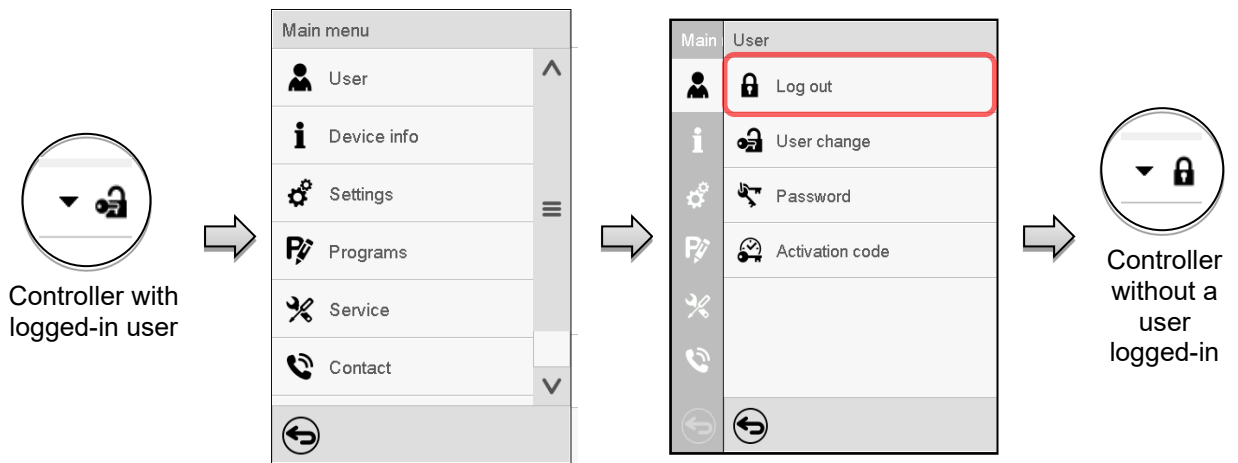 Controller with
logged-in user
Main menu
User
Device info
Settings
Programs
Service
Contact
Main
User
Log out
User change
Password
Activation code
Controller
without a
user
logged-in